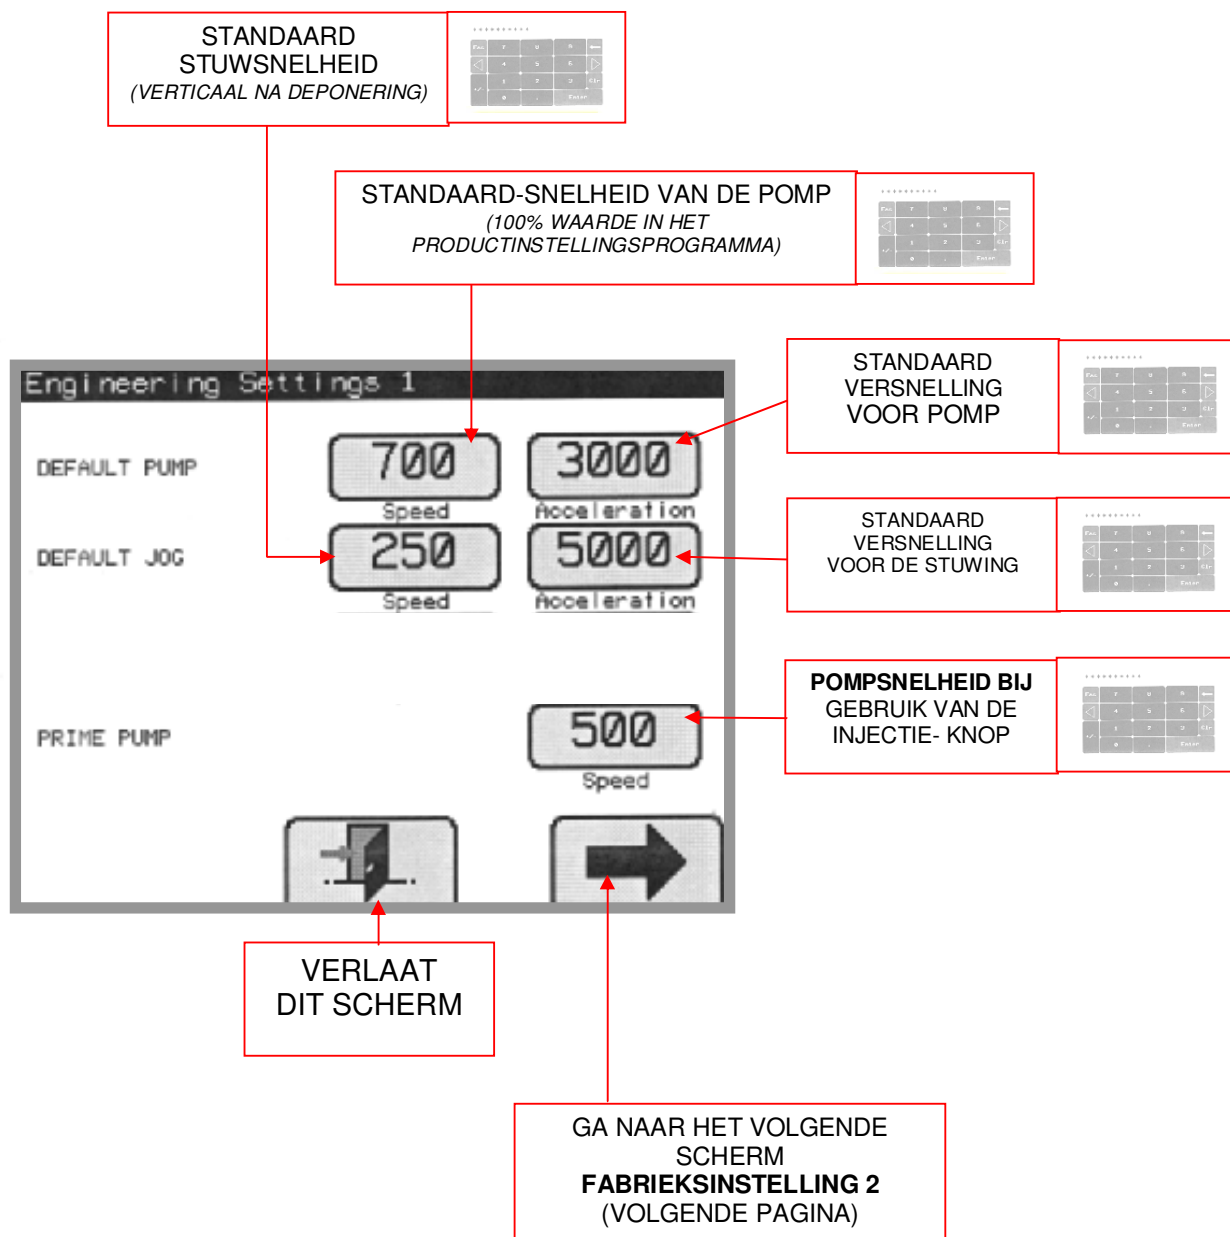 STANDAARD
STUWSNELHEID
(VERTICAAL NA DEPONERING)
STANDAARD-SNELHEID VAN DE POMP
(100% WAARDE IN HET
PRODUCTINSTELLINGSPROGRAMMA)
STANDAARD
VERSNELLING
VOOR POMP
Engineering Settings 1
DEFAULT PUMP
700
3000
Speed
Acceleration
DEFAULT JOG
250
5000
Speed
Acceleration
STANDAARD
VERSNELLING
VOOR DE STUWING
POMPSNELHEID BIJ
GEBRUIK VAN DE
INJECTIE- KNOP
PRIME PUMP
500
Speed
VERLAAT
DIT SCHERM
GA NAAR HET VOLGENDE
SCHERM
FABRIEKSINSTELLING 2
(VOLGENDE PAGINA)